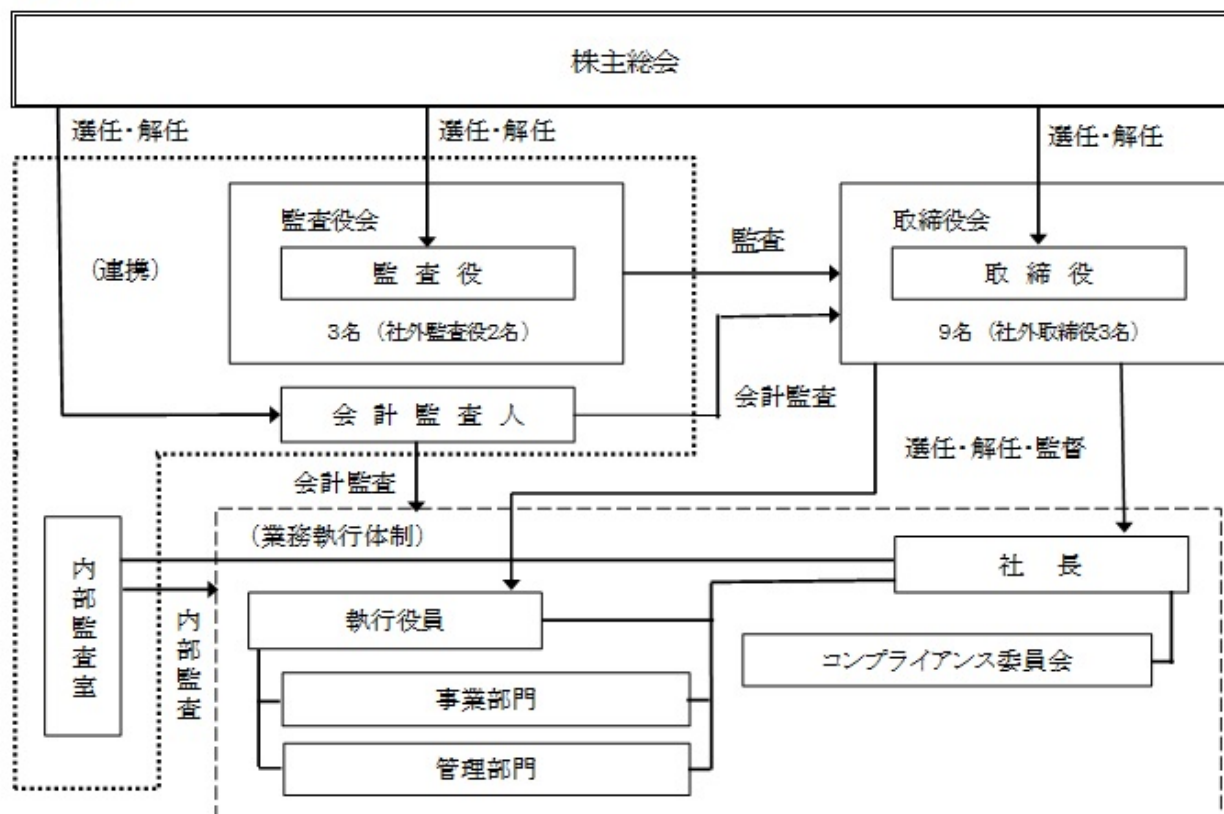 株主総会
選任・解任
選任・解任
選任・解任
監査役会
取締役会
監査
(連携)
監査役
取締役
3名(社外監査役2名)
9名(社外取締役3名)
会計監査人
会計監査
選任・解任・監督
会計監査
(業務執行体制)
社長
内部監査室
内部監査
執行役員
コンプライアンス委員会
事業部門
管理部門